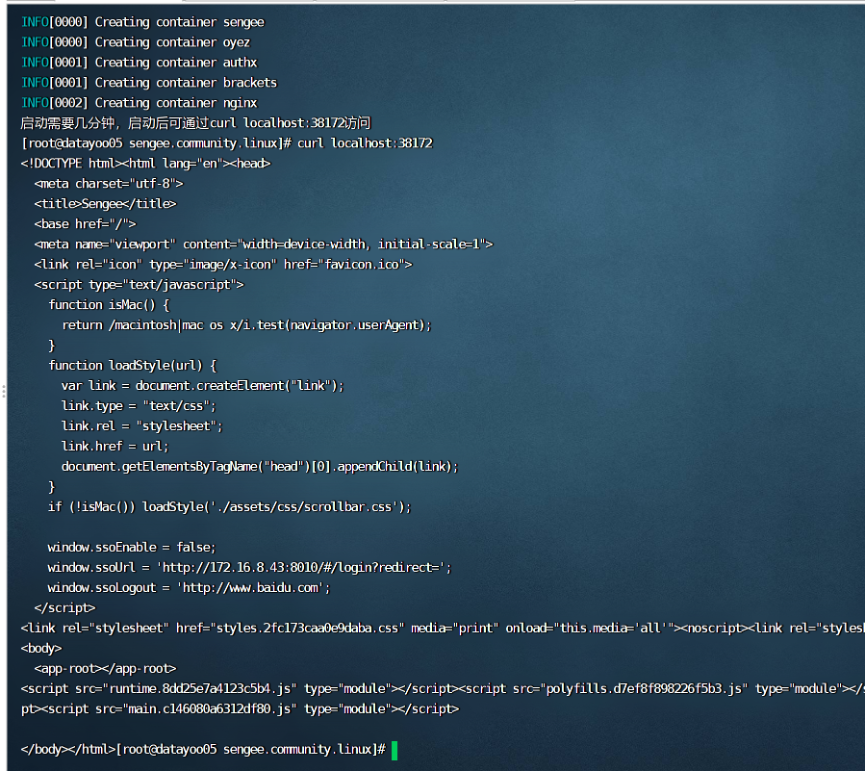 INFO[0000] Creating container sengee
INFO[0000] Creating container oyez
INFO[0001] Creating container authx
INFO[0001] Creating container brackets
INFO[0002] Creating container nginx
启动需要几分钟，启动后可通过curl localhost:38172访问
[root@datayoo05 sengee.community.linux]# curl localhost:38172
<!DOCTYPE html><html lang="en"><head>
  <meta charset="utf-8">
  <title>Sengee</title>
  <base href="/">
  <meta name="viewport" content="width=device-width, initial-scale=1">
  <link rel="icon" type="image/x-icon" href="favicon.ico">
  <script type="text/javascript">
    function isMac() {
      return /macintosh|mac os x/i.test(navigator.userAgent);
    }
    function loadStyle(url) {
      var link = document.createElement("link");
      link.type = "text/css";
      link.rel = "stylesheet";
      link.href = url;
      document.getElementsByTagName("head")[0].appendChild(link);
    }
    if (!isMac()) loadStyle('./assets/css/scrollbar.css');

    window.ssoEnable = false;
    window.ssoUrl = 'http://172.16.8.43:8010/#/login?redirect=';
    window.ssoLogout = 'http://www.baidu.com';
  </script>
<link rel="stylesheet" href="styles.2fc173caa0e9daba.css" media="print" onload="this.media='all'"><noscript><link rel="styles
<body>
  <app-root></app-root>
<script src="runtime.8dd25e7a4123c5b4.js" type="module"></script><script src="polyfills.d7ef8f898226f5b3.js" type="module"></s
pt><script src="main.c146080a6312df80.js" type="module"></script>

</body></html>[root@datayoo05 sengee.community.linux]#